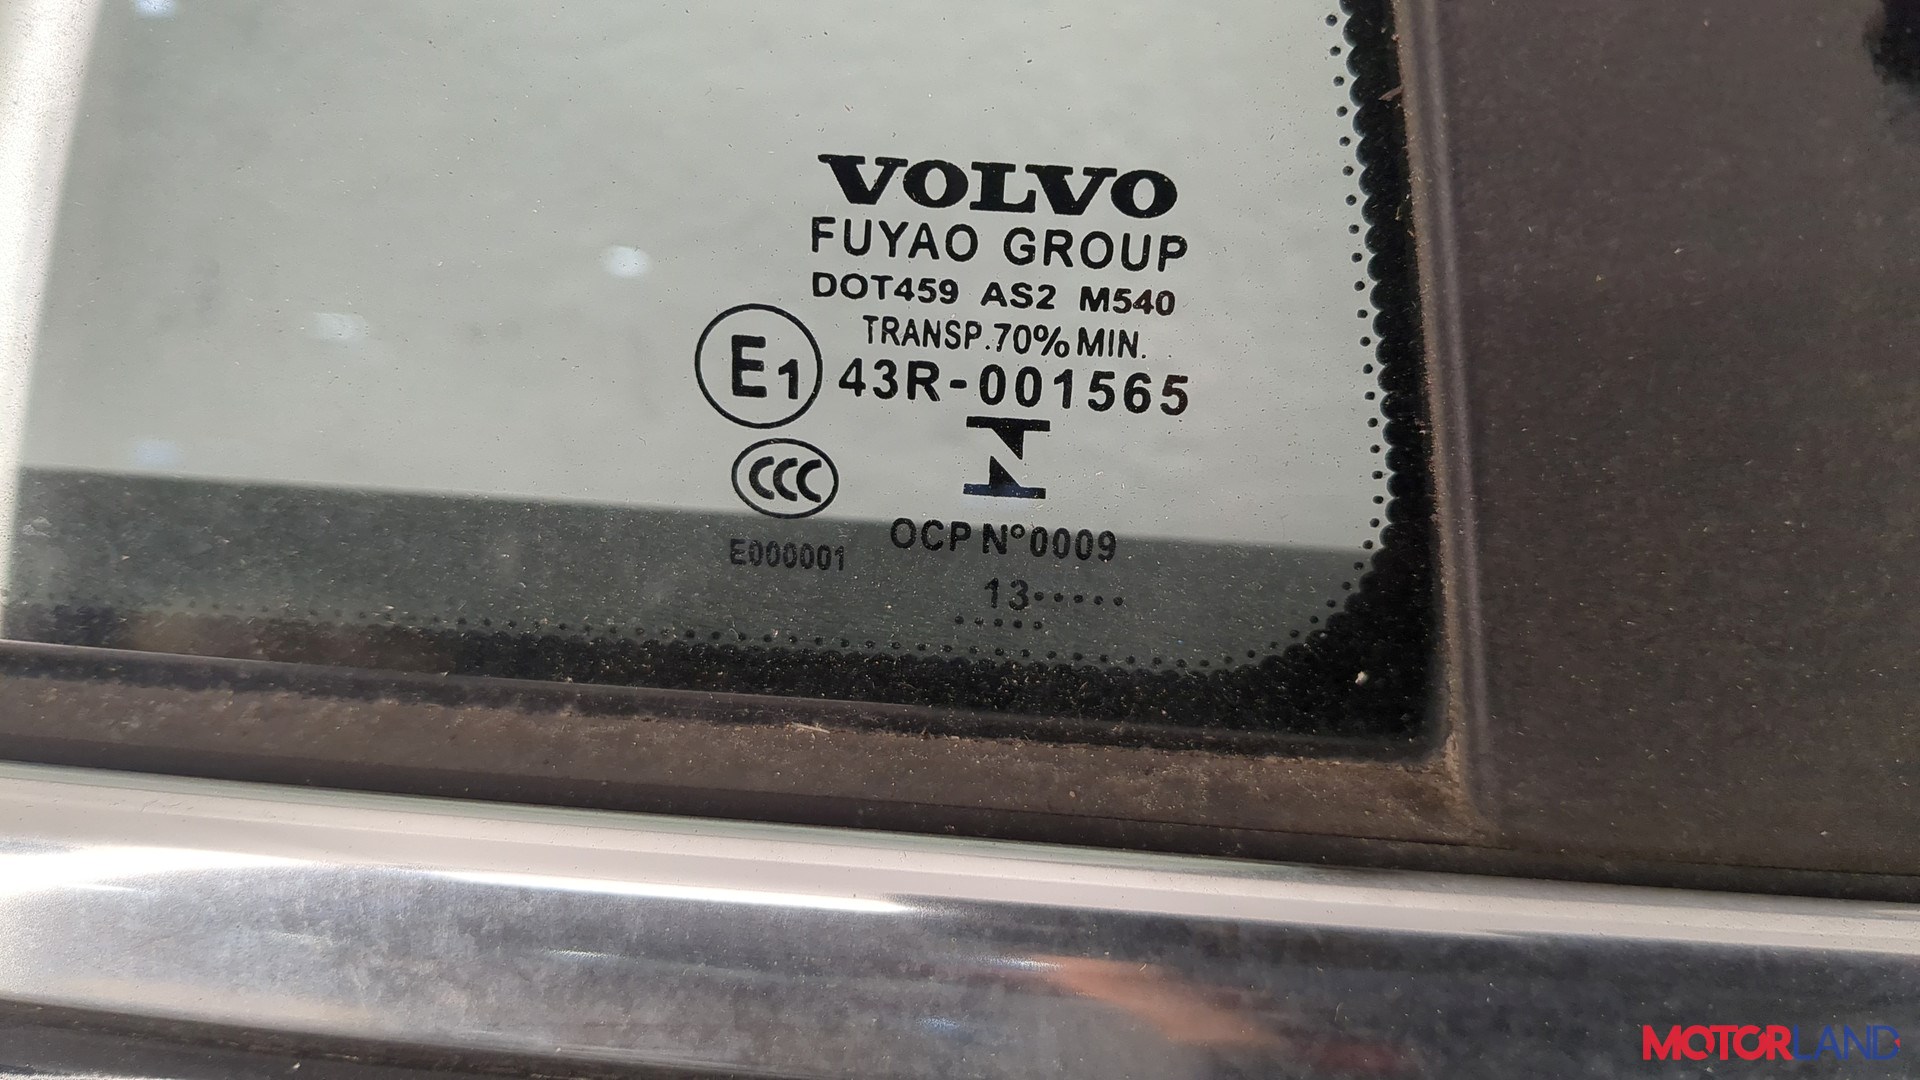 VOLVO
FUYAO GROUP
DOT459 AS2 M540
TRANSP.70% MIN.
E1 43R-001565
CCC
E000001
OCP N°0009
13·····
·····
MOTORLAND